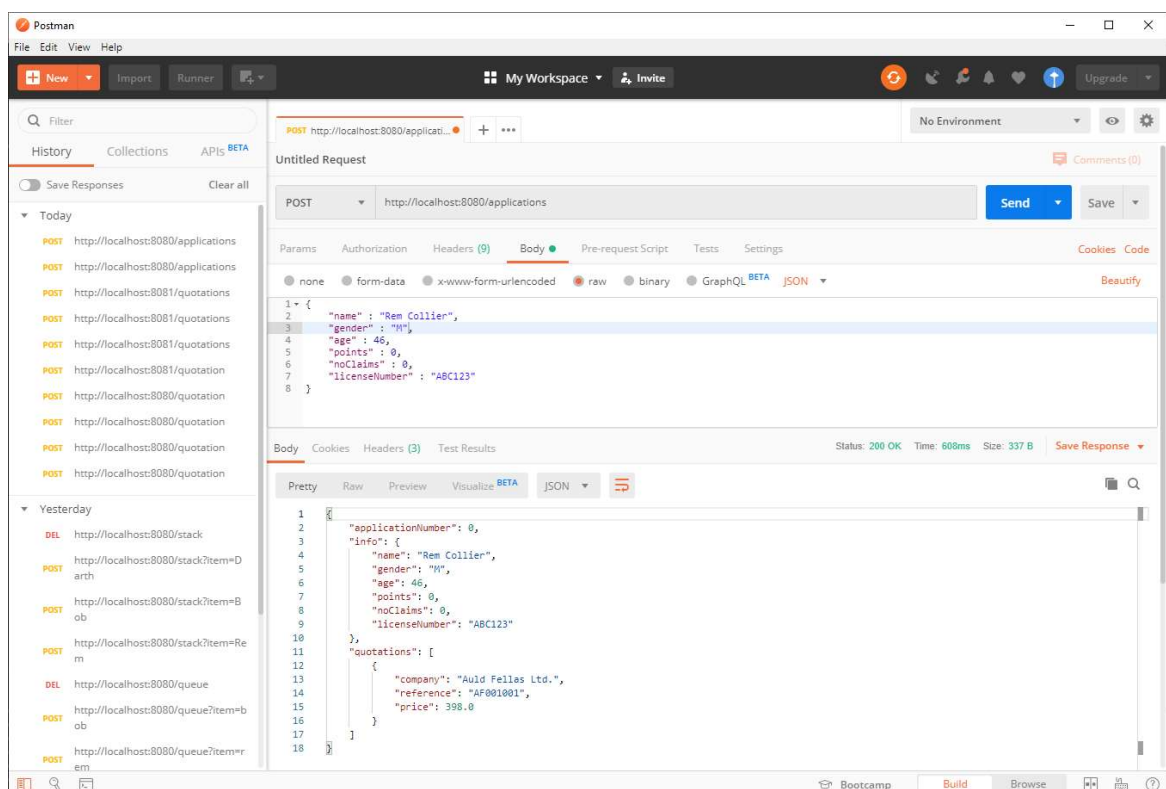 Postman
File Edit View Help
New Import Runner My Workspace Invite Upgrade
Filter
History Collections APIs BETA
Save Responses Clear all
Today
POST http://localhost:8080/applications
POST http://localhost:8080/applications
POST http://localhost:8081/quotations
POST http://localhost:8081/quotations
POST http://localhost:8081/quotations
POST http://localhost:8081/quotation
POST http://localhost:8080/quotation
POST http://localhost:8080/quotation
POST http://localhost:8080/quotation
POST http://localhost:8080/quotation
Yesterday
DEL http://localhost:8080/stack
POST http://localhost:8080/stack?item=D
arth
POST http://localhost:8080/stack?item=B
ob
POST http://localhost:8080/stack?item=Re
m
DEL http://localhost:8080/queue
POST http://localhost:8080/queue?item=b
ob
POST http://localhost:8080/queue?item=r
em
POST http://localhost:8080/applicati... + ••• No Environment
Untitled Request Comments (0)
POST http://localhost:8080/applications Send Save
Params Authorization Headers (9) Body Pre-request Script Tests Settings Cookies Code
none form-data x-www-form-urlencoded raw binary GraphQL BETA JSON Beautify
1 {
2 "name" : "Rem Collier",
3 "gender" : "M",
4 "age" : 46,
5 "points" : 0,
6 "noClaims" : 0,
7 "licenseNumber" : "ABC123"
8 }
Body Cookies Headers (3) Test Results Status: 200 OK Time: 608ms Size: 337 B Save Response
Pretty Raw Preview Visualize BETA JSON
1 {
2 "applicationNumber": 0,
3 "info": {
4 "name": "Rem Collier",
5 "gender": "M",
6 "age": 46,
7 "points": 0,
8 "noClaims": 0,
9 "licenseNumber": "ABC123"
10 },
11 "quotations": [
12 {
13 "company": "Auld Fellas Ltd.",
14 "reference": "AF001001",
15 "price": 398.0
16 }
17 ]
18 }
Bootcamp Build Browse